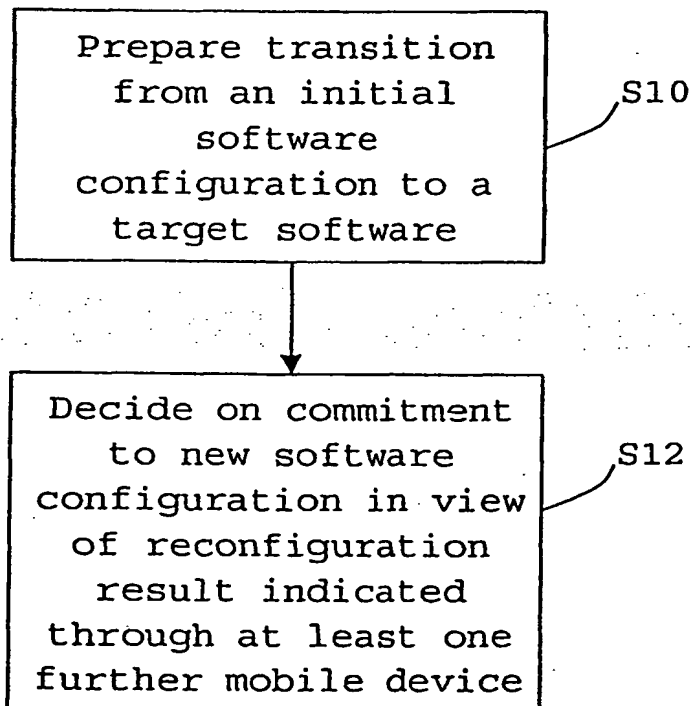 Prepare transition
from an initial
software
configuration to a
target software
S10
Decide on commitment
to new software
configuration in view
of reconfiguration
result indicated
through at least one
further mobile device
S12